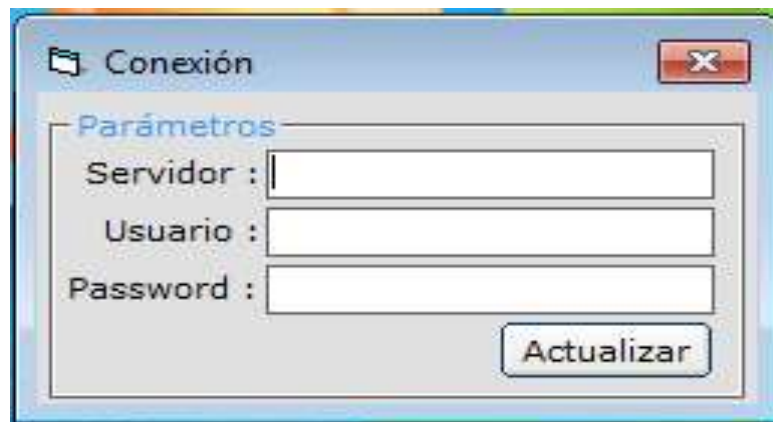 Conexión
Parámetros
Servidor :
Usuario :
Password :
Actualizar